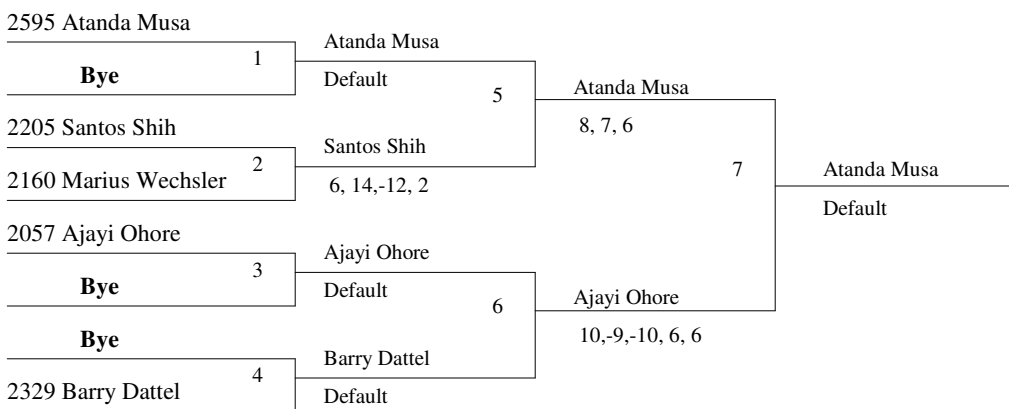 2595 Atanda Musa
Bye
1
Atanda Musa
Default
2205 Santos Shih
2160 Marius Wechsler
2
Santos Shih
6, 14,-12, 2
5
Atanda Musa
8, 7, 6
2057 Ajayi Ohore
Bye
3
Ajayi Ohore
Default
Bye
2329 Barry Dattel
4
Barry Dattel
Default
6
Ajayi Ohore
10,-9,-10, 6, 6
7
Atanda Musa
Default